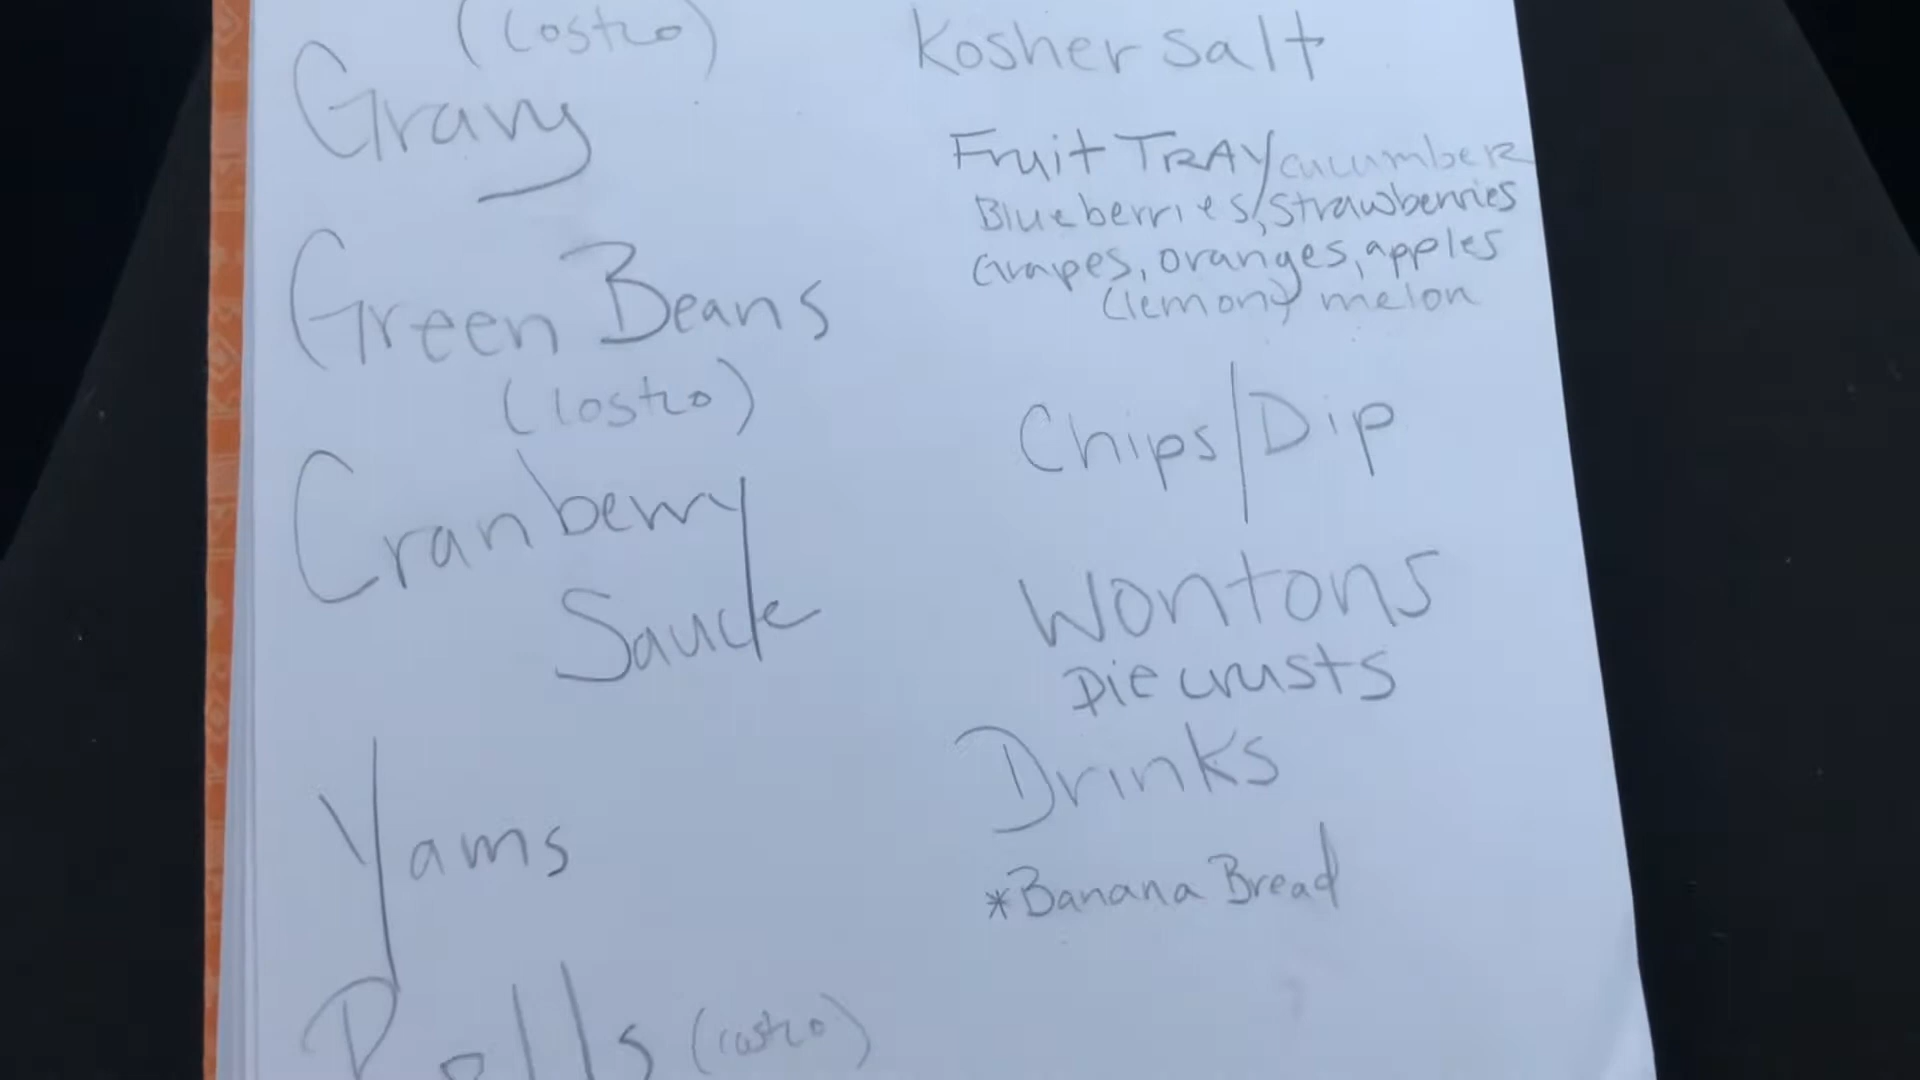 (Costco)
Gravy
Green Beans
(Costco)
Cranberry
Sauce
Yams
Rolls (Costco)
Kosher Salt
Fruit TRAY/cucumber
Blueberries, Strawberries
Grapes, oranges, apples
(lemon) melon
Chips/Dip
Wontons
Pie crusts
Drinks
*Banana Bread